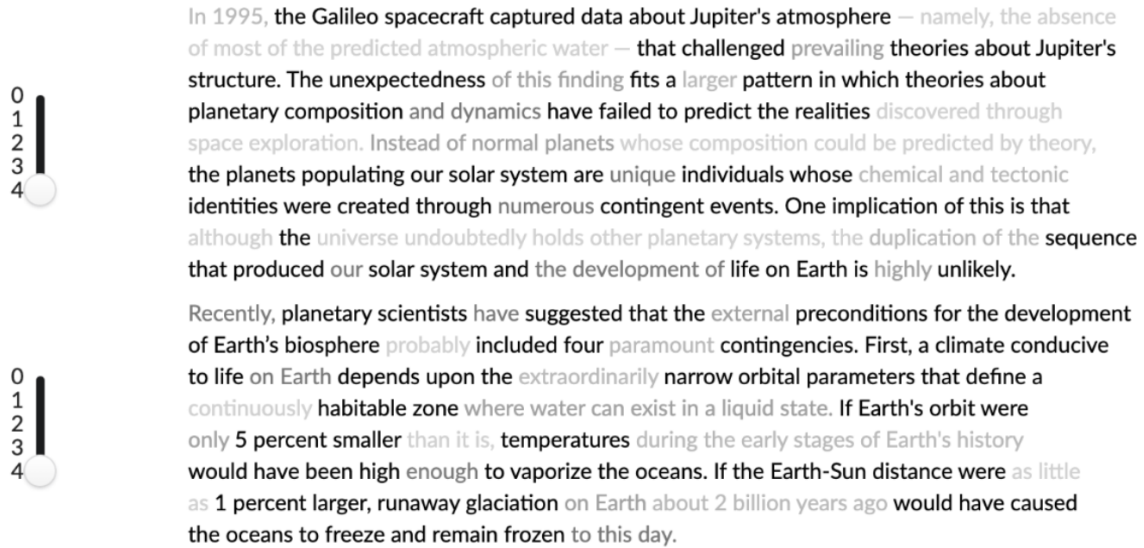 In 1995, the Galileo spacecraft captured data about Jupiter's atmosphere — namely, the absence
of most of the predicted atmospheric water — that challenged prevailing theories about Jupiter's
structure. The unexpectedness of this finding fits a larger pattern in which theories about
planetary composition and dynamics have failed to predict the realities discovered through
space exploration. Instead of normal planets whose composition could be predicted by theory,
the planets populating our solar system are unique individuals whose chemical and tectonic
identities were created through numerous contingent events. One implication of this is that
although the universe undoubtedly holds other planetary systems, the duplication of the sequence
that produced our solar system and the development of life on Earth is highly unlikely.
0
1
2
3
4
Recently, planetary scientists have suggested that the external preconditions for the development
of Earth's biosphere probably included four paramount contingencies. First, a climate conducive
to life on Earth depends upon the extraordinarily narrow orbital parameters that define a
continuously habitable zone where water can exist in a liquid state. If Earth's orbit were
only 5 percent smaller than it is, temperatures during the early stages of Earth's history
would have been high enough to vaporize the oceans. If the Earth-Sun distance were as little
as 1 percent larger, runaway glaciation on Earth about 2 billion years ago would have caused
the oceans to freeze and remain frozen to this day.
0
1
2
3
4